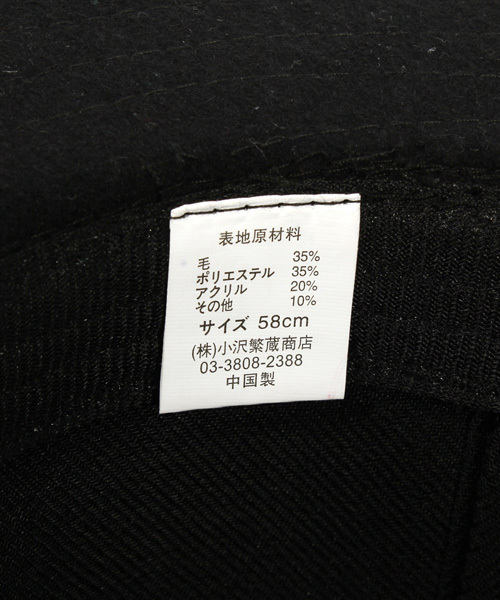 表地原材料
毛 35%
ポリエステル 35%
アクリル 20%
その他 10%
サイズ 58cm
(株)小沢繁蔵商店
03-3808-2388
中国製